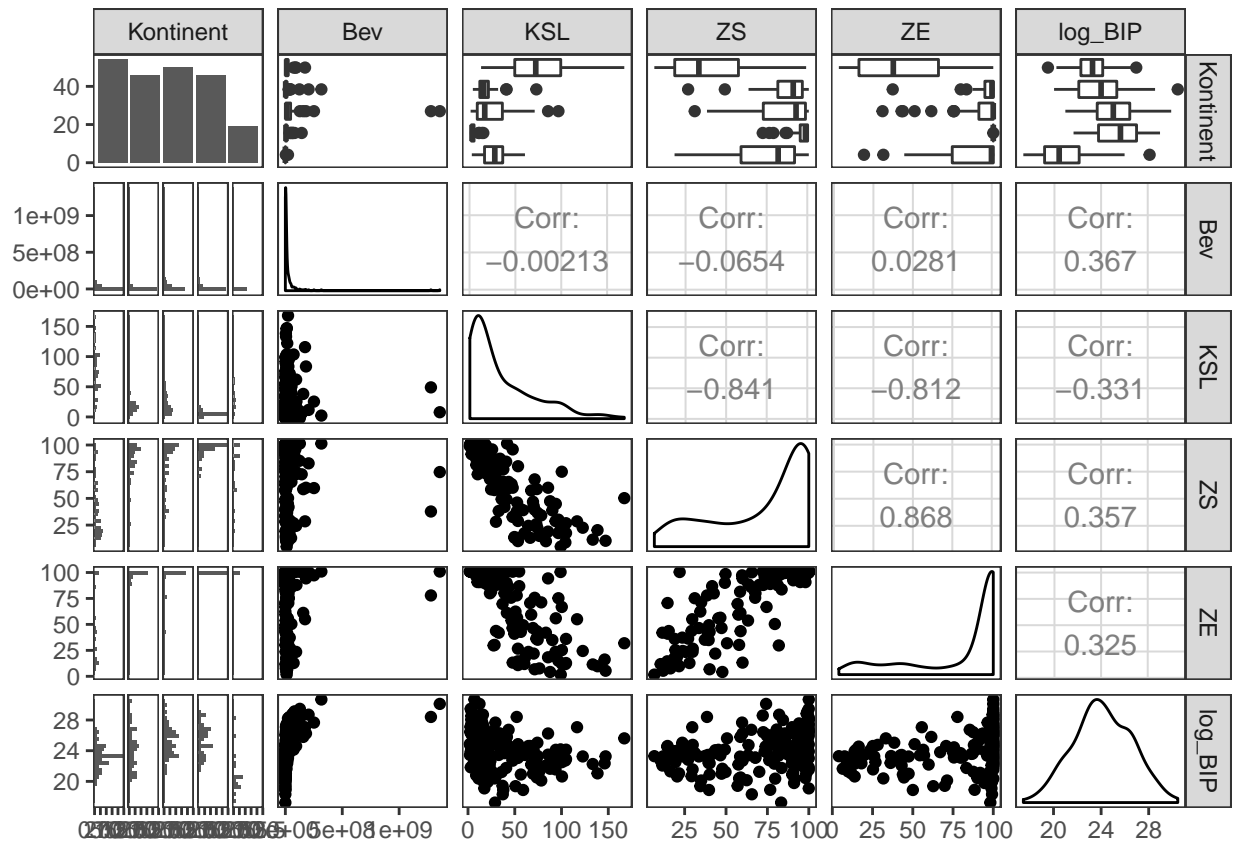 Kontinent Bev KSL ZS ZE log_BIP
40
20
0
Kontinent
1e+09
5e+08
0e+00
Corr:
−0.00213
Corr:
−0.0654
Corr:
0.0281
Corr:
0.367
Bev
150
100
50
0
Corr:
−0.841
Corr:
−0.812
Corr:
−0.331
KSL
100
75
50
25
Corr:
0.868
Corr:
0.357
ZS
100
75
50
25
0
Corr:
0.325
ZE
28
24
20
log_BIP
5e+08 1e+09 0 50 100 150 25 50 75 100 0 25 50 75 100 20 24 28